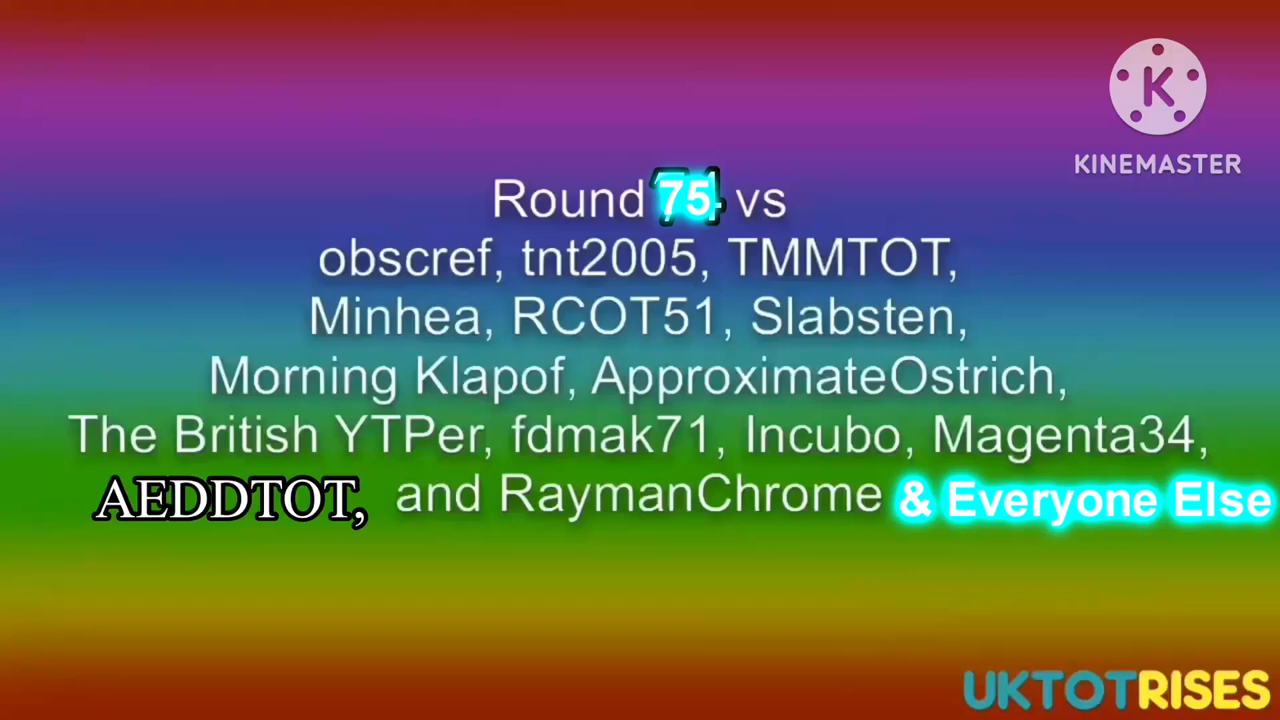 K
KINEMASTER
Round 75 vs
obscref, tnt2005, TMMTOT,
Minhea, RCOT51, Slabsten,
Morning Klapof, ApproximateOstrich,
The British YTPer, fdmak71, Incubo, Magenta34,
AEDDTOT, and RaymanChrome & Everyone Else
UKTOTRISES